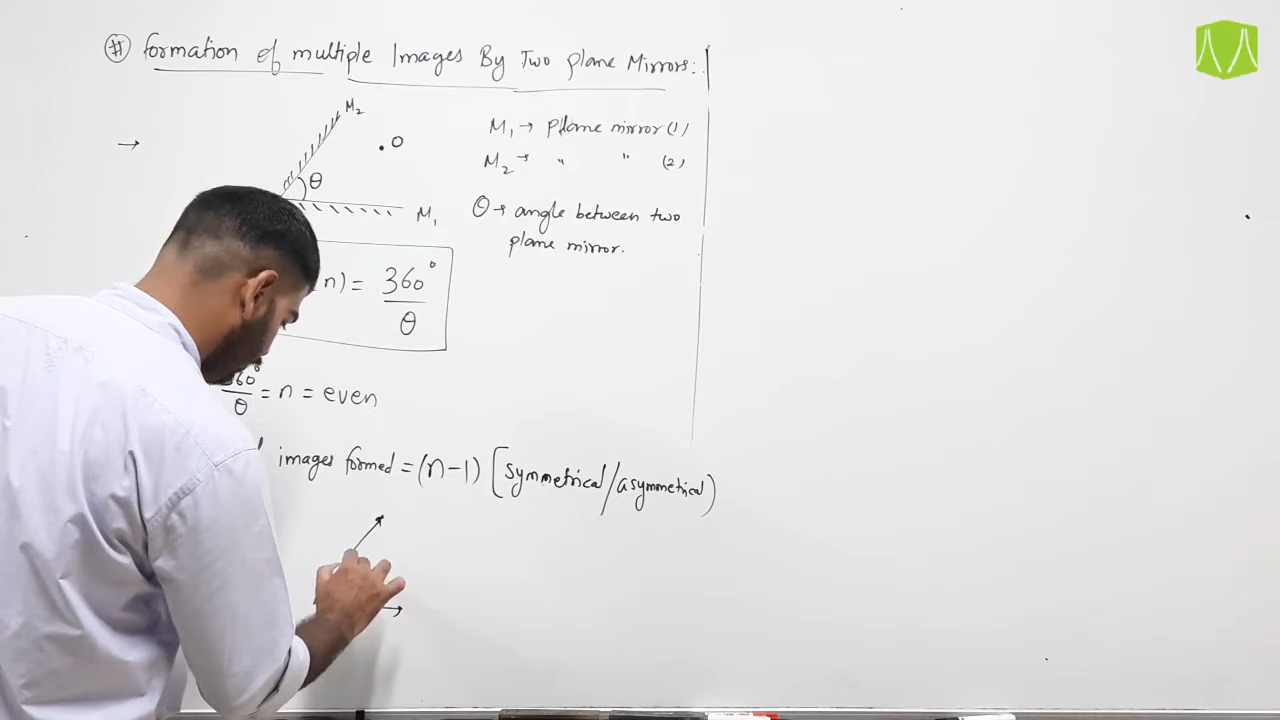 # Formation of multiple Images By Two plane Mirrors:
M2
O
θ
M1
M1 → plane mirror (1)
M2 → " " (2)
θ → angle between two
plane mirror.
n) = 360° / θ
360° / θ = n = even
images formed = (n-1) [symmetrical/asymmetrical)